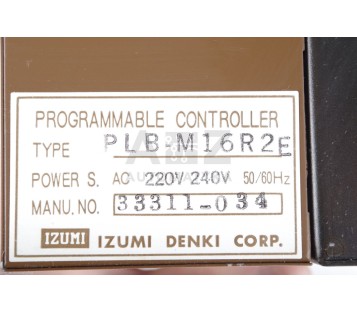 PROGRAMMABLE CONTROLLER
TYPE PLB-M16R2E
POWER S. AC 220V 240V 50/60Hz
MANU. NO. 33311-034
IZUMI IZUMI DENKI CORP.